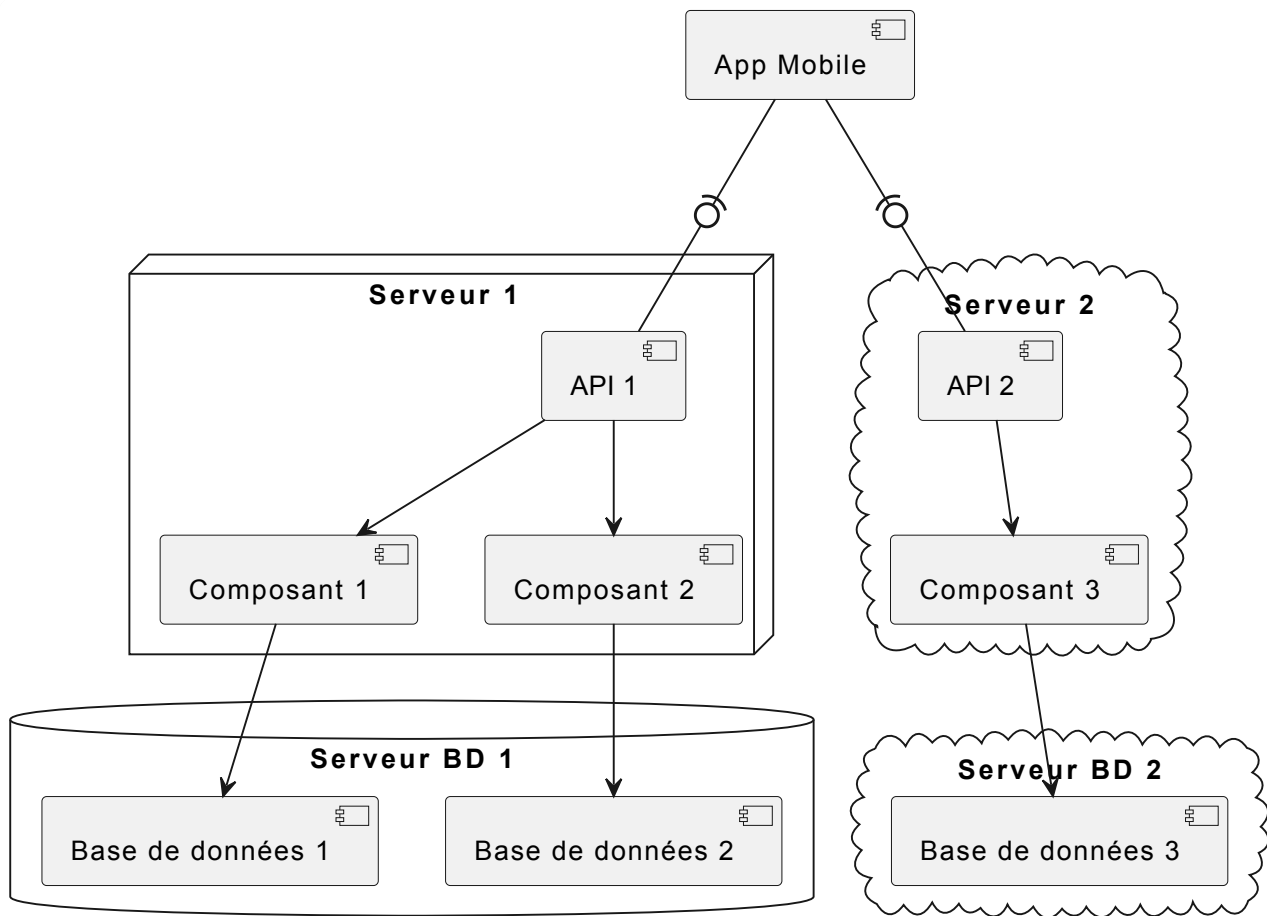 App Mobile
Serveur 1
Serveur 2
API 1
API 2
Composant 1
Composant 2
Composant 3
Serveur BD 1
Serveur BD 2
Base de données 1
Base de données 2
Base de données 3